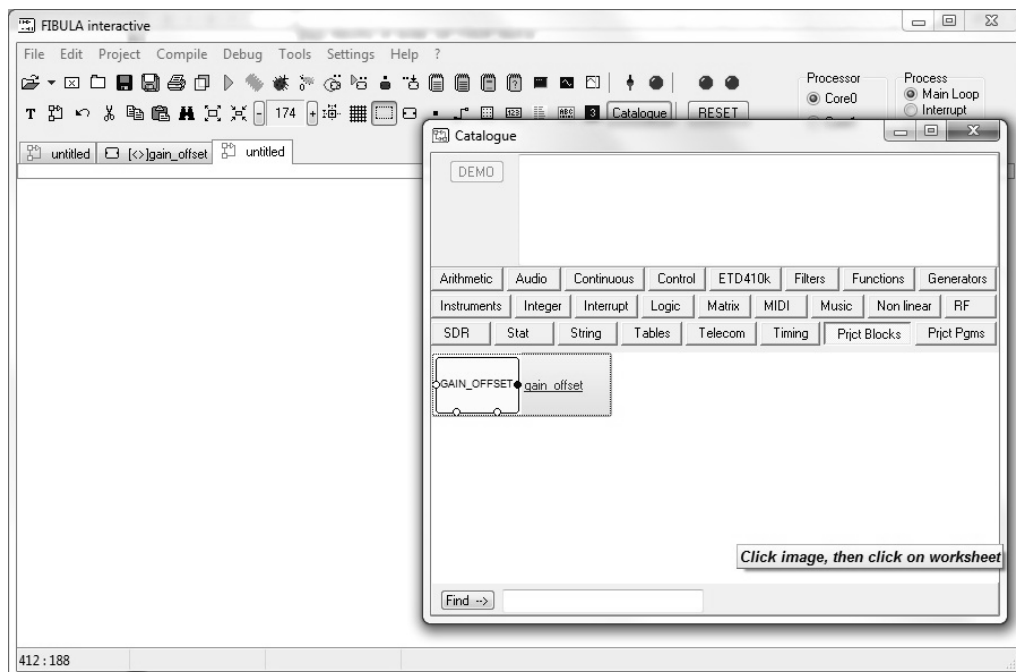 FIBULA interactive
File Edit Project Compile Debug Tools Settings Help ?
Processor
Process
Core0
Main Loop
Interrupt
T 174 123 ABC 3 Catalogue RESET
untitled [<>]gain_offset untitled
Catalogue
DEMO
Arithmetic Audio Continuous Control ETD410k Filters Functions Generators
Instruments Integer Interrupt Logic Matrix MIDI Music Non linear RF
SDR Stat String Tables Telecom Timing Prjct Blocks Prjct Pgms
GAIN_OFFSET gain_offset
Click image, then click on worksheet
Find -->
412 : 188